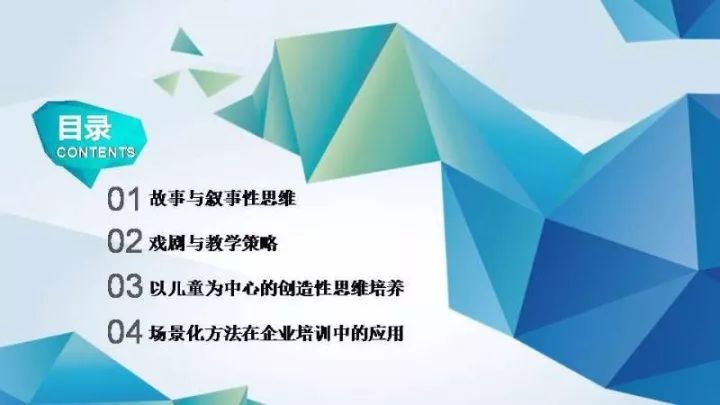 目录
CONTENTS
01 故事与叙事性思维
02 戏剧与教学策略
03 以儿童为中心的创造性思维培养
04 场景化方法在企业培训中的应用